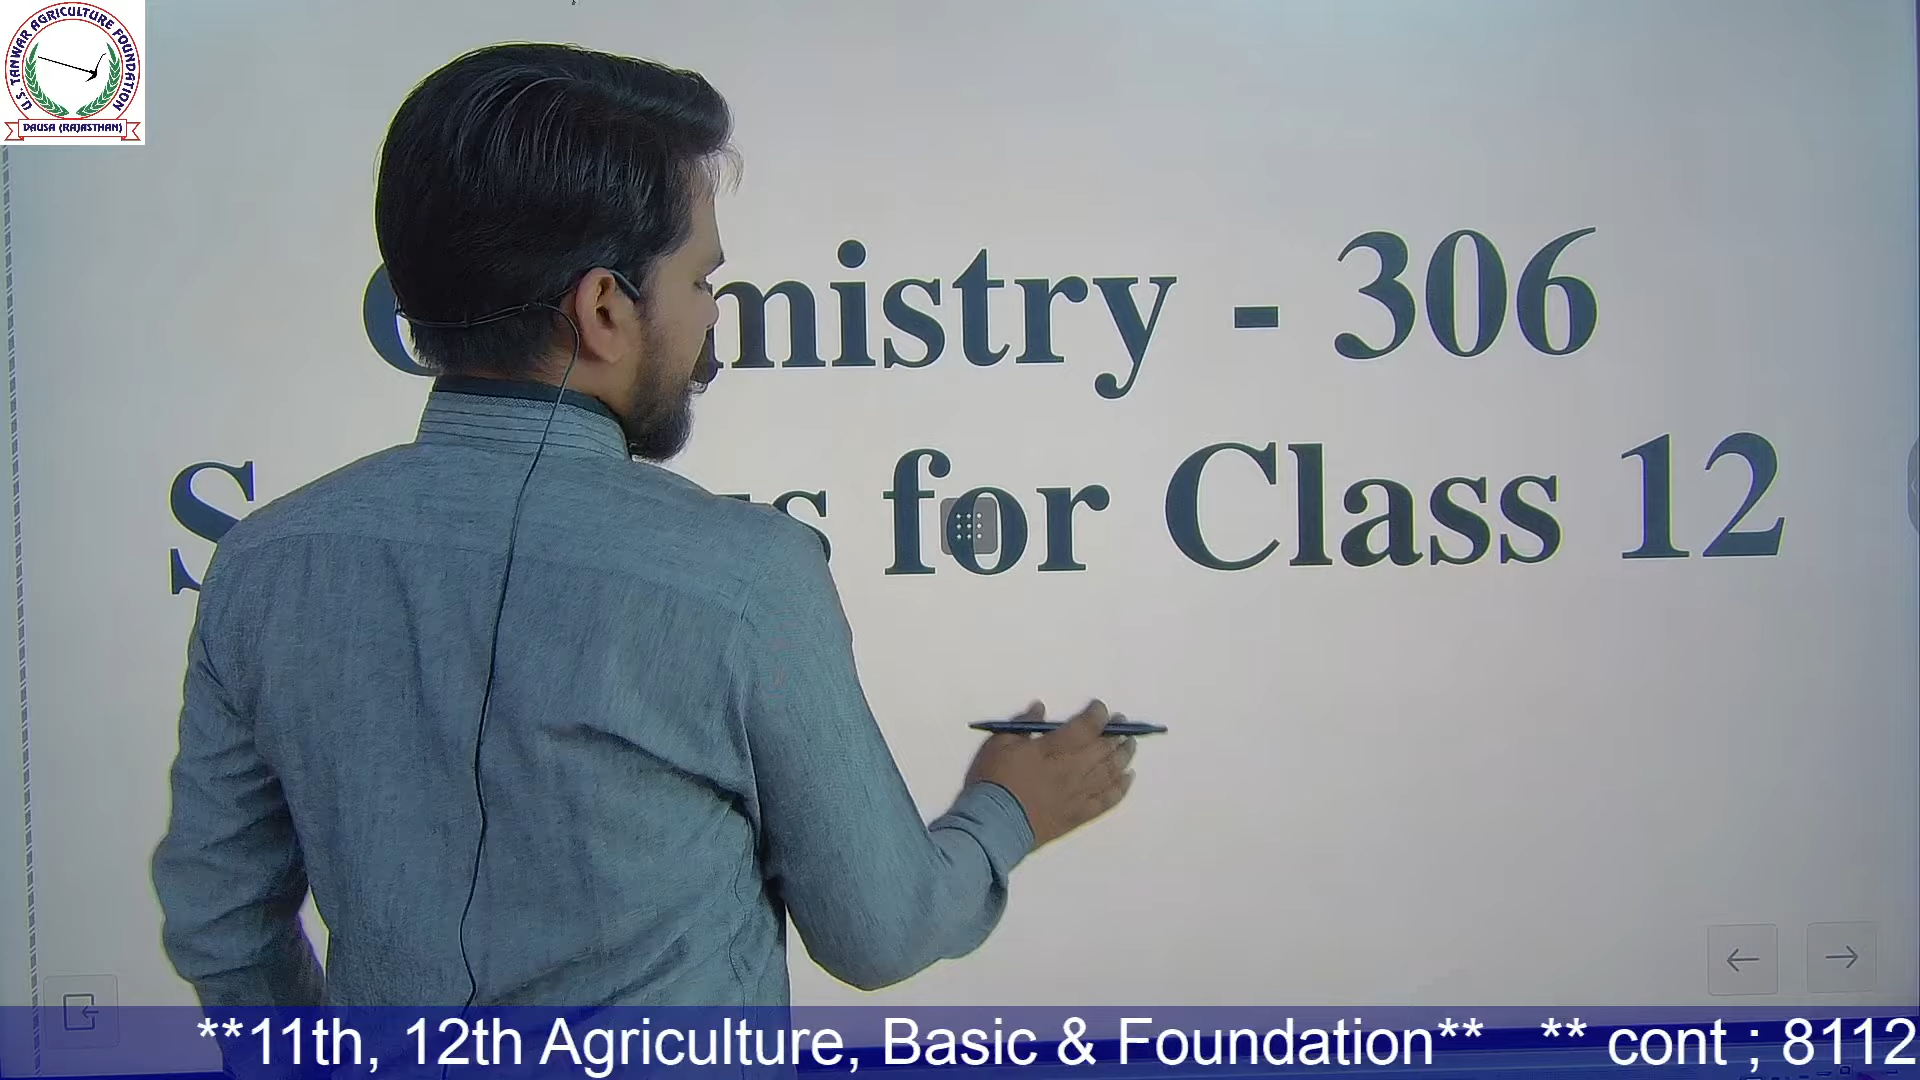 U.S. TANWAR AGRICULTURE FOUNDATION
DAUSA (RAJASTHAN)
mistry - 306
for Class 12
**11th, 12th Agriculture, Basic & Foundation** ** cont ; 8112